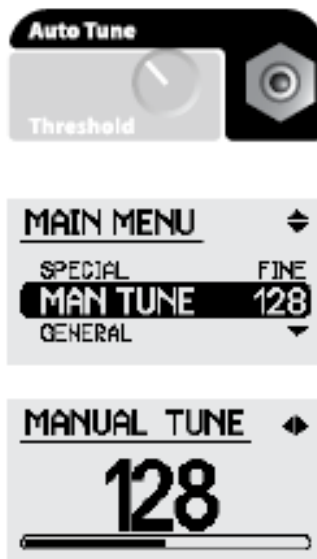 Auto Tune
Threshold
MAIN MENU
SPECIAL FINE
MAN TUNE 128
GENERAL
MANUAL TUNE
128